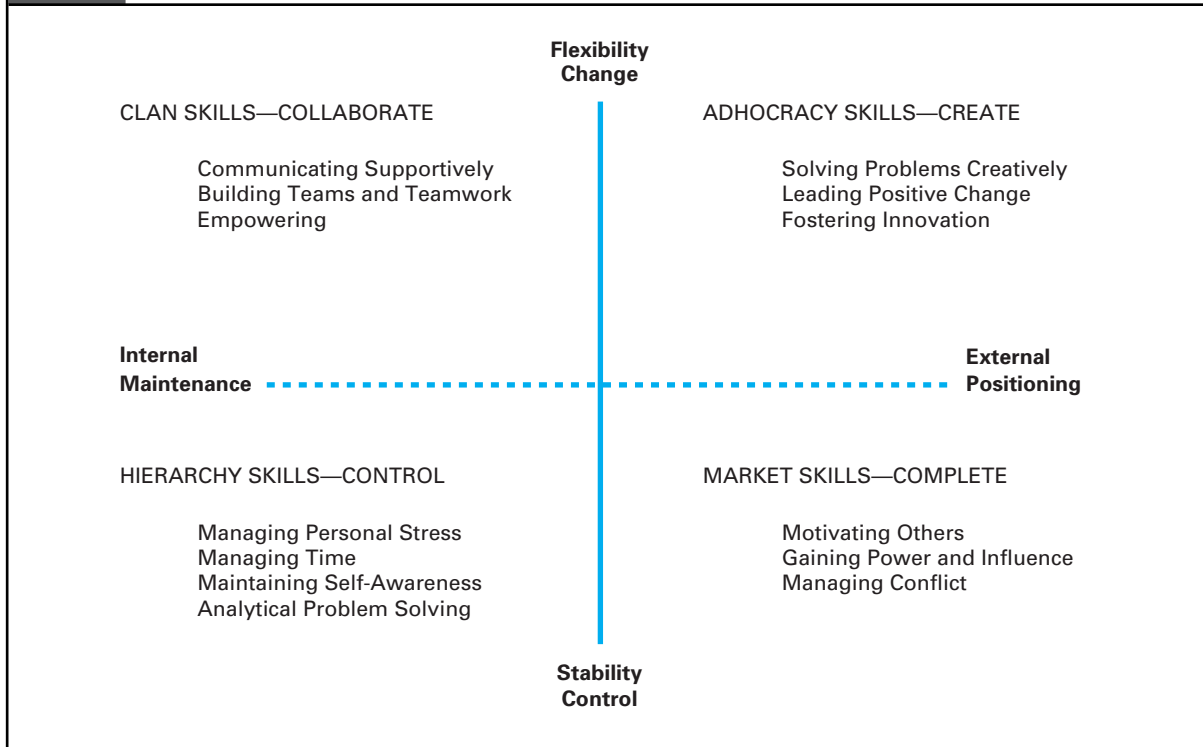 Flexibility
Change
CLAN SKILLS—COLLABORATE
Communicating Supportively
Building Teams and Teamwork
Empowering
ADHOCRACY SKILLS—CREATE
Solving Problems Creatively
Leading Positive Change
Fostering Innovation
Internal
Maintenance
External
Positioning
HIERARCHY SKILLS—CONTROL
Managing Personal Stress
Managing Time
Maintaining Self-Awareness
Analytical Problem Solving
MARKET SKILLS—COMPLETE
Motivating Others
Gaining Power and Influence
Managing Conflict
Stability
Control